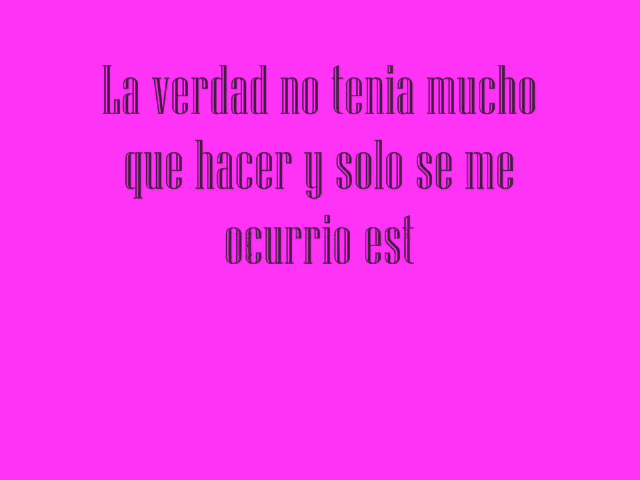 La verdad no tenia mucho
que hacer y solo se me
ocurrio est